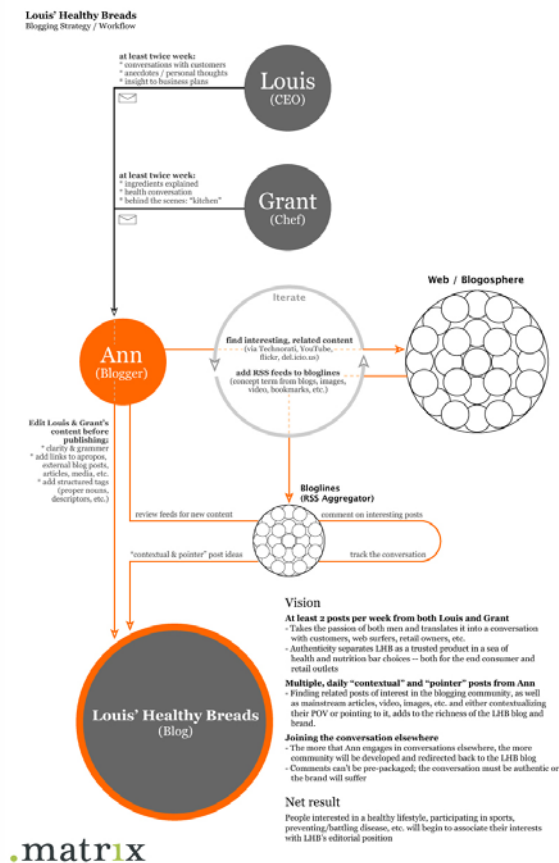 Louis' Healthy Breads
Blogging Strategy / Workflow
at least twice week:
* conversations with customers
* anecdotes / personal thoughts
* insight to business plans
Louis
(CEO)
at least twice week:
* ingredients explained
* health conversation
* behind the scenes: "kitchen"
Grant
(Chef)
Web / Blogosphere
Iterate
find interesting, related content
(via Technorati, YouTube,
flickr, del.icio.us)
add RSS feeds to bloglines
(concept term from blogs, images,
video, bookmarks, etc.)
Ann
(Blogger)
Edit Louis & Grant's
content before
publishing;
* clarity & grammer
* add links to apropos,
external blog posts,
articles, media, etc.
* add structured tags
(proper nouns,
descriptors, etc.)
Bloglines
(RSS Aggregator)
review feeds for new content
comment on interesting posts
"contextual & pointer" post ideas
track the conversation
Louis' Healthy Breads
(Blog)
Vision
At least 2 posts per week from both Louis and Grant
- Takes the passion of both men and translates it into a conversation
with customers, web surfers, retail owners, etc.
- Authenticity separates LHB as a trusted product in a sea of
health and nutrition bar choices -- both for the end consumer and
retail outlets
Multiple, daily "contextual" and "pointer" posts from Ann
- Finding related posts of interest in the blogging community, as well
as mainstream articles, video, images, etc. and either contextualizing
their POV or pointing to it, adds to the richness of the LHB blog and
brand.
Joining the conversation elsewhere
- The more that Ann engages in conversations elsewhere, the more
community will be developed and redirected back to the LHB blog
- Comments can't be pre-packaged; the conversation must be authentic or
the brand will suffer
Net result
People interested in a healthy lifestyle, participating in sports,
preventing/battling disease, etc. will begin to associate their interests
with LHB's editorial position
.matrix